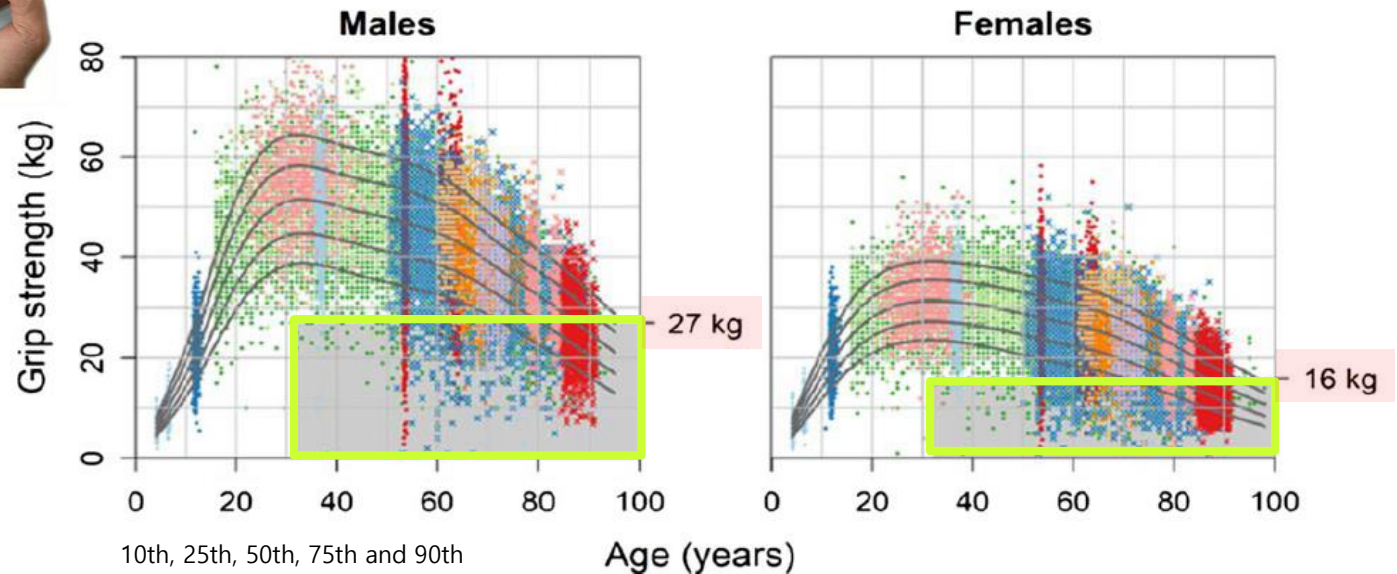 Males
Females
Grip strength (kg)
80
60
40
20
0
27 kg
16 kg
0 20 40 60 80 100
0 20 40 60 80 100
10th, 25th, 50th, 75th and 90th
Age (years)